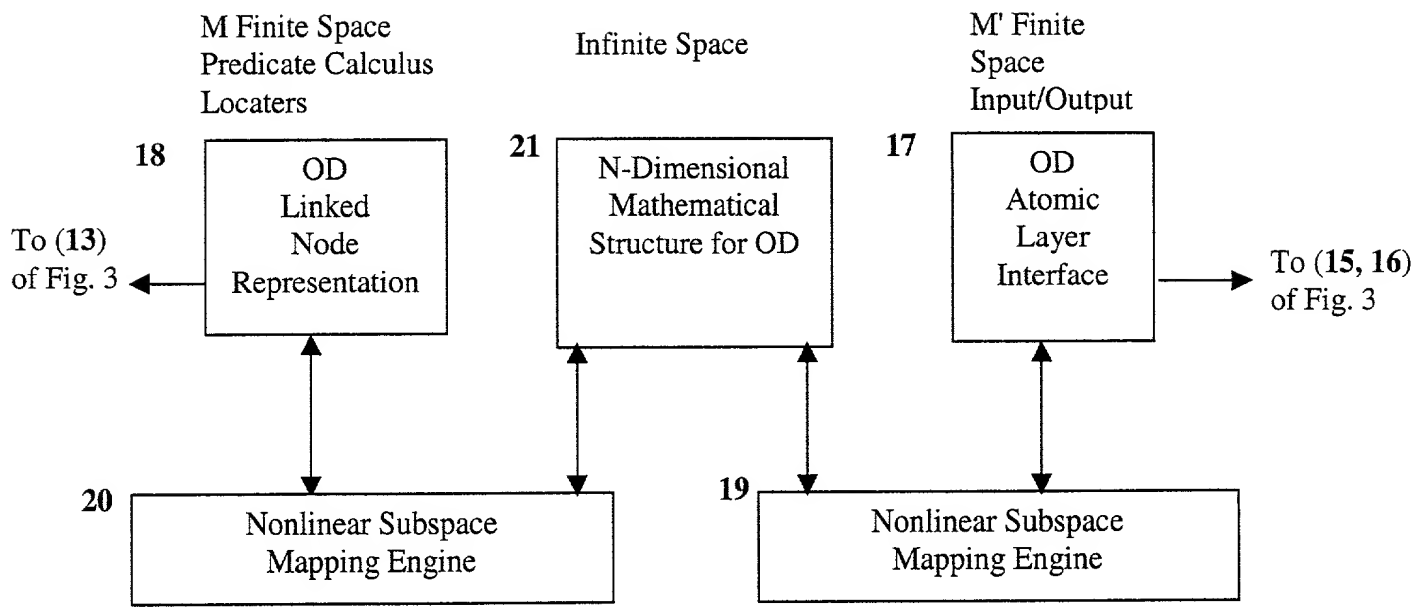 M Finite Space
Predicate Calculus
Locaters
Infinite Space
M' Finite
Space
Input/Output
18
OD
Linked
Node
Representation
21
N-Dimensional
Mathematical
Structure for OD
17
OD
Atomic
Layer
Interface
To (13)
of Fig. 3
To (15, 16)
of Fig. 3
20
Nonlinear Subspace
Mapping Engine
19
Nonlinear Subspace
Mapping Engine